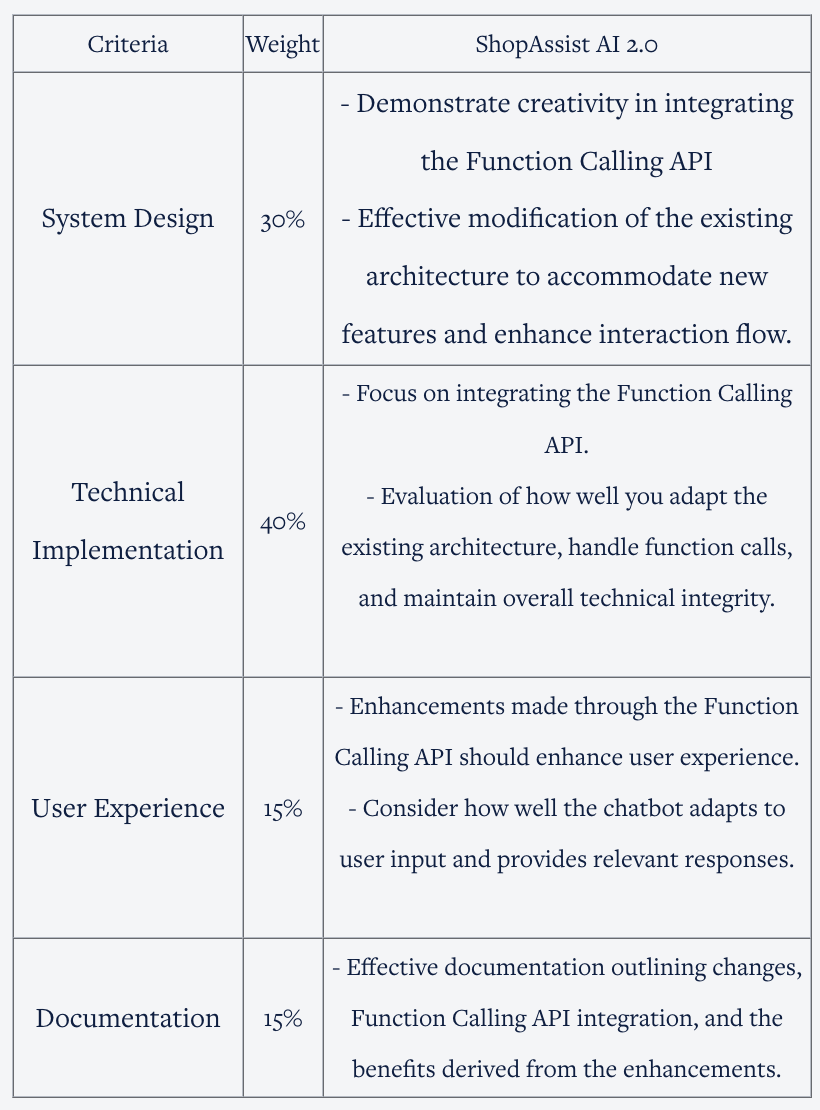 Criteria
Weight
ShopAssist AI 2.0
System Design
30%
- Demonstrate creativity in integrating
the Function Calling API
- Effective modification of the existing
architecture to accommodate new
features and enhance interaction flow.
Technical
Implementation
40%
- Focus on integrating the Function Calling
API.
- Evaluation of how well you adapt the
existing architecture, handle function calls,
and maintain overall technical integrity.
User Experience
15%
- Enhancements made through the Function
Calling API should enhance user experience.
- Consider how well the chatbot adapts to
user input and provides relevant responses.
Documentation
15%
- Effective documentation outlining changes,
Function Calling API integration, and the
benefits derived from the enhancements.